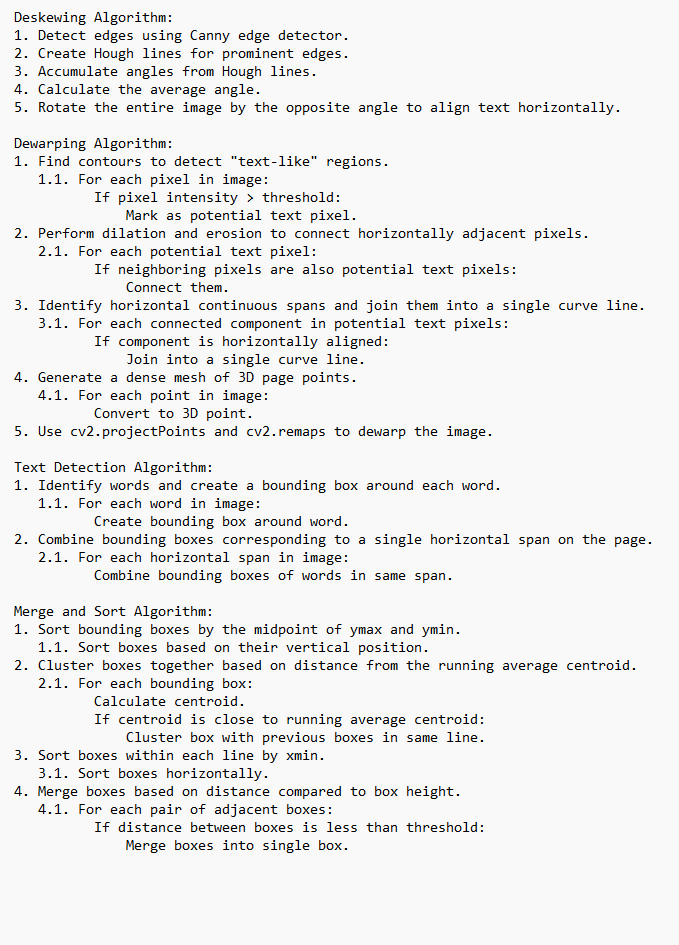 Deskewing Algorithm:
1. Detect edges using Canny edge detector.
2. Create Hough lines for prominent edges.
3. Accumulate angles from Hough lines.
4. Calculate the average angle.
5. Rotate the entire image by the opposite angle to align text horizontally.

Dewarping Algorithm:
1. Find contours to detect "text-like" regions.
   1.1. For each pixel in image:
          If pixel intensity > threshold:
              Mark as potential text pixel.
2. Perform dilation and erosion to connect horizontally adjacent pixels.
   2.1. For each potential text pixel:
          If neighboring pixels are also potential text pixels:
              Connect them.
3. Identify horizontal continuous spans and join them into a single curve line.
   3.1. For each connected component in potential text pixels:
          If component is horizontally aligned:
              Join into a single curve line.
4. Generate a dense mesh of 3D page points.
   4.1. For each point in image:
          Convert to 3D point.
5. Use cv2.projectPoints and cv2.remaps to dewarp the image.

Text Detection Algorithm:
1. Identify words and create a bounding box around each word.
   1.1. For each word in image:
          Create bounding box around word.
2. Combine bounding boxes corresponding to a single horizontal span on the page.
   2.1. For each horizontal span in image:
          Combine bounding boxes of words in same span.

Merge and Sort Algorithm:
1. Sort bounding boxes by the midpoint of ymax and ymin.
   1.1. Sort boxes based on their vertical position.
2. Cluster boxes together based on distance from the running average centroid.
   2.1. For each bounding box:
          Calculate centroid.
          If centroid is close to running average centroid:
              Cluster box with previous boxes in same line.
3. Sort boxes within each line by xmin.
   3.1. Sort boxes horizontally.
4. Merge boxes based on distance compared to box height.
   4.1. For each pair of adjacent boxes:
          If distance between boxes is less than threshold:
              Merge boxes into single box.